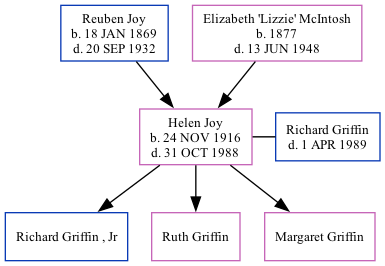 Reuben Joy
b. 18 JAN 1869
d. 20 SEP 1932
Elizabeth 'Lizzie' McIntosh
b. 1877
d. 13 JUN 1948
Helen Joy
b. 24 NOV 1916
d. 31 OCT 1988
Richard Griffin
d. 1 APR 1989
Richard Griffin , Jr
Ruth Griffin
Margaret Griffin